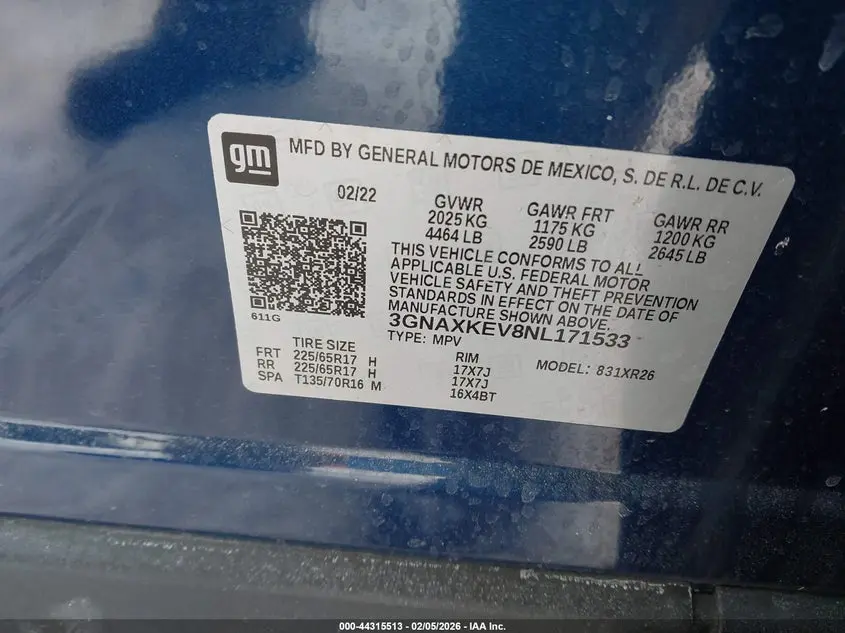 gm MFD BY GENERAL MOTORS DE MEXICO, S. DE R.L. DE C.V.
02/22
GVWR GAWR FRT GAWR RR
2025 KG 1175 KG 1200 KG
4464 LB 2590 LB 2645 LB
THIS VEHICLE CONFORMS TO ALL
APPLICABLE U.S. FEDERAL MOTOR
VEHICLE SAFETY AND THEFT PREVENTION
STANDARDS IN EFFECT ON THE DATE OF
MANUFACTURE SHOWN ABOVE.
3GNAXKEV8NL171533
611G
TYPE: MPV
MODEL: 831XR26
TIRE SIZE RIM
FRT 225/65R17 H 17X7J
RR 225/65R17 H 17X7J
SPA T135/70R16 M 16X4BT
000-44315513 - 02/05/2026 - IAA Inc.